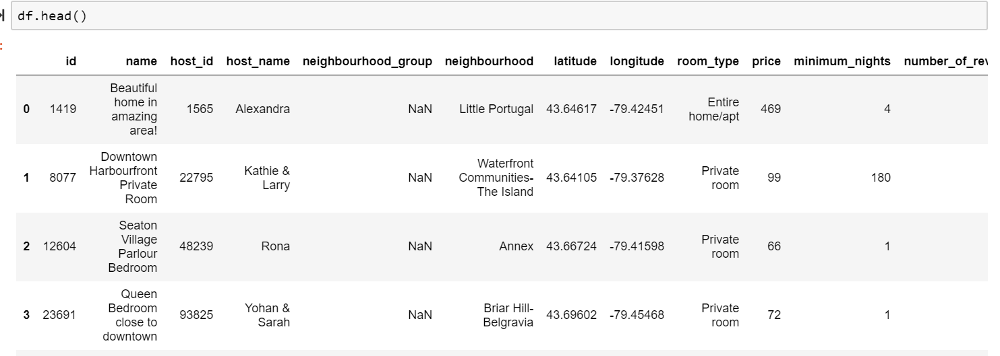 df.head()
id name host_id host_name neighbourhood_group neighbourhood latitude longitude room_type price minimum_nights number_of_rev
0 1419 Beautiful home in amazing area! 1565 Alexandra NaN Little Portugal 43.64617 -79.42451 Entire home/apt 469 4
1 8077 Downtown Harbourfront Private Room 22795 Kathie & Larry NaN Waterfront Communities-The Island 43.64105 -79.37628 Private room 99 180
2 12604 Seaton Village Parlour Bedroom 48239 Rona NaN Annex 43.66724 -79.41598 Private room 66 1
3 23691 Queen Bedroom close to downtown 93825 Yohan & Sarah NaN Briar Hill-Belgravia 43.69602 -79.45468 Private room 72 1